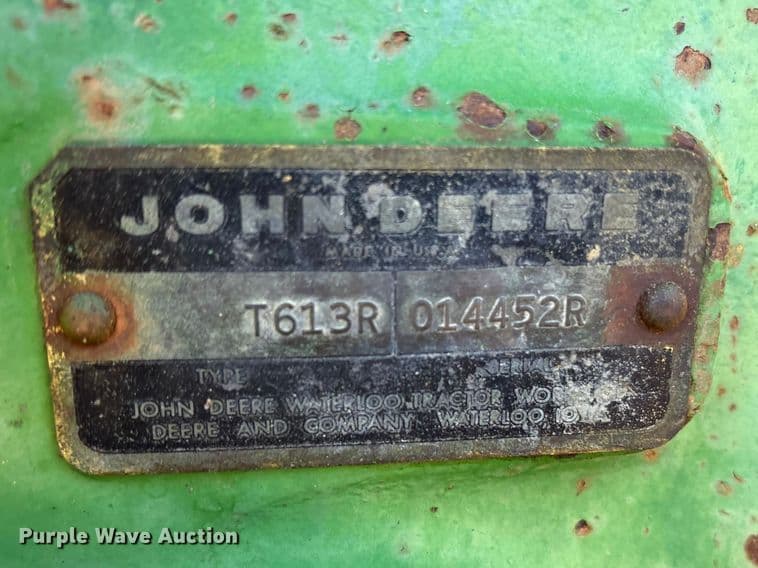 JOHN DEERE
MADE IN U.S.A.
T613R 014452R
TYPE SERIAL
JOHN DEERE WATERLOO TRACTOR WORKS
DEERE AND COMPANY WATERLOO, IOWA
Purple Wave Auction